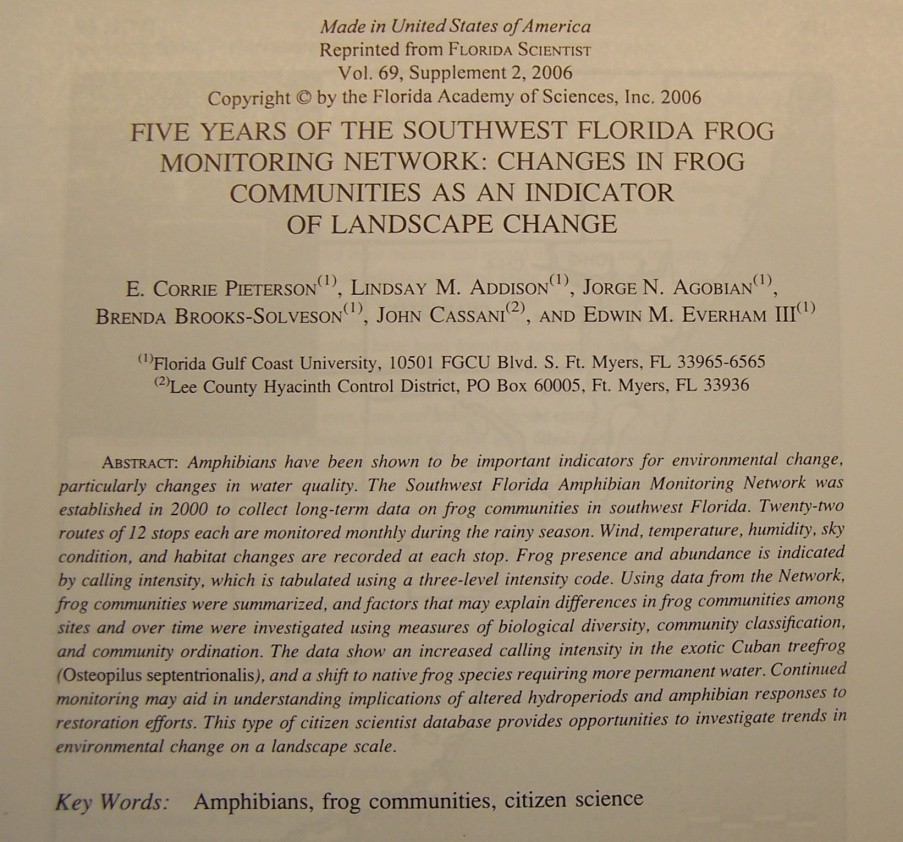 Made in United States of America
Reprinted from FLORIDA SCIENTIST
Vol. 69, Supplement 2, 2006
Copyright © by the Florida Academy of Sciences, Inc. 2006
FIVE YEARS OF THE SOUTHWEST FLORIDA FROG
MONITORING NETWORK: CHANGES IN FROG
COMMUNITIES AS AN INDICATOR
OF LANDSCAPE CHANGE
E. CORRIE PIETERSON(1), LINDSAY M. ADDISON(1), JORGE N. AGOBIAN(1),
BRENDA BROOKS-SOLVESON(1), JOHN CASSANI(2), AND EDWIN M. EVERHAM III(1)
(1)Florida Gulf Coast University, 10501 FGCU Blvd. S. Ft. Myers, FL 33965-6565
(2)Lee County Hyacinth Control District, PO Box 60005, Ft. Myers, FL 33936
ABSTRACT: Amphibians have been shown to be important indicators for environmental change,
particularly changes in water quality. The Southwest Florida Amphibian Monitoring Network was
established in 2000 to collect long-term data on frog communities in southwest Florida. Twenty-two
routes of 12 stops each are monitored monthly during the rainy season. Wind, temperature, humidity, sky
condition, and habitat changes are recorded at each stop. Frog presence and abundance is indicated
by calling intensity, which is tabulated using a three-level intensity code. Using data from the Network,
frog communities were summarized, and factors that may explain differences in frog communities among
sites and over time were investigated using measures of biological diversity, community classification,
and community ordination. The data show an increased calling intensity in the exotic Cuban treefrog
(Osteopilus septentrionalis), and a shift to native frog species requiring more permanent water. Continued
monitoring may aid in understanding implications of altered hydroperiods and amphibian responses to
restoration efforts. This type of citizen scientist database provides opportunities to investigate trends in
environmental change on a landscape scale.
Key Words: Amphibians, frog communities, citizen science